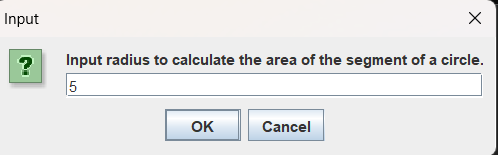 Input
Input radius to calculate the area of the segment of a circle.
5
OK
Cancel